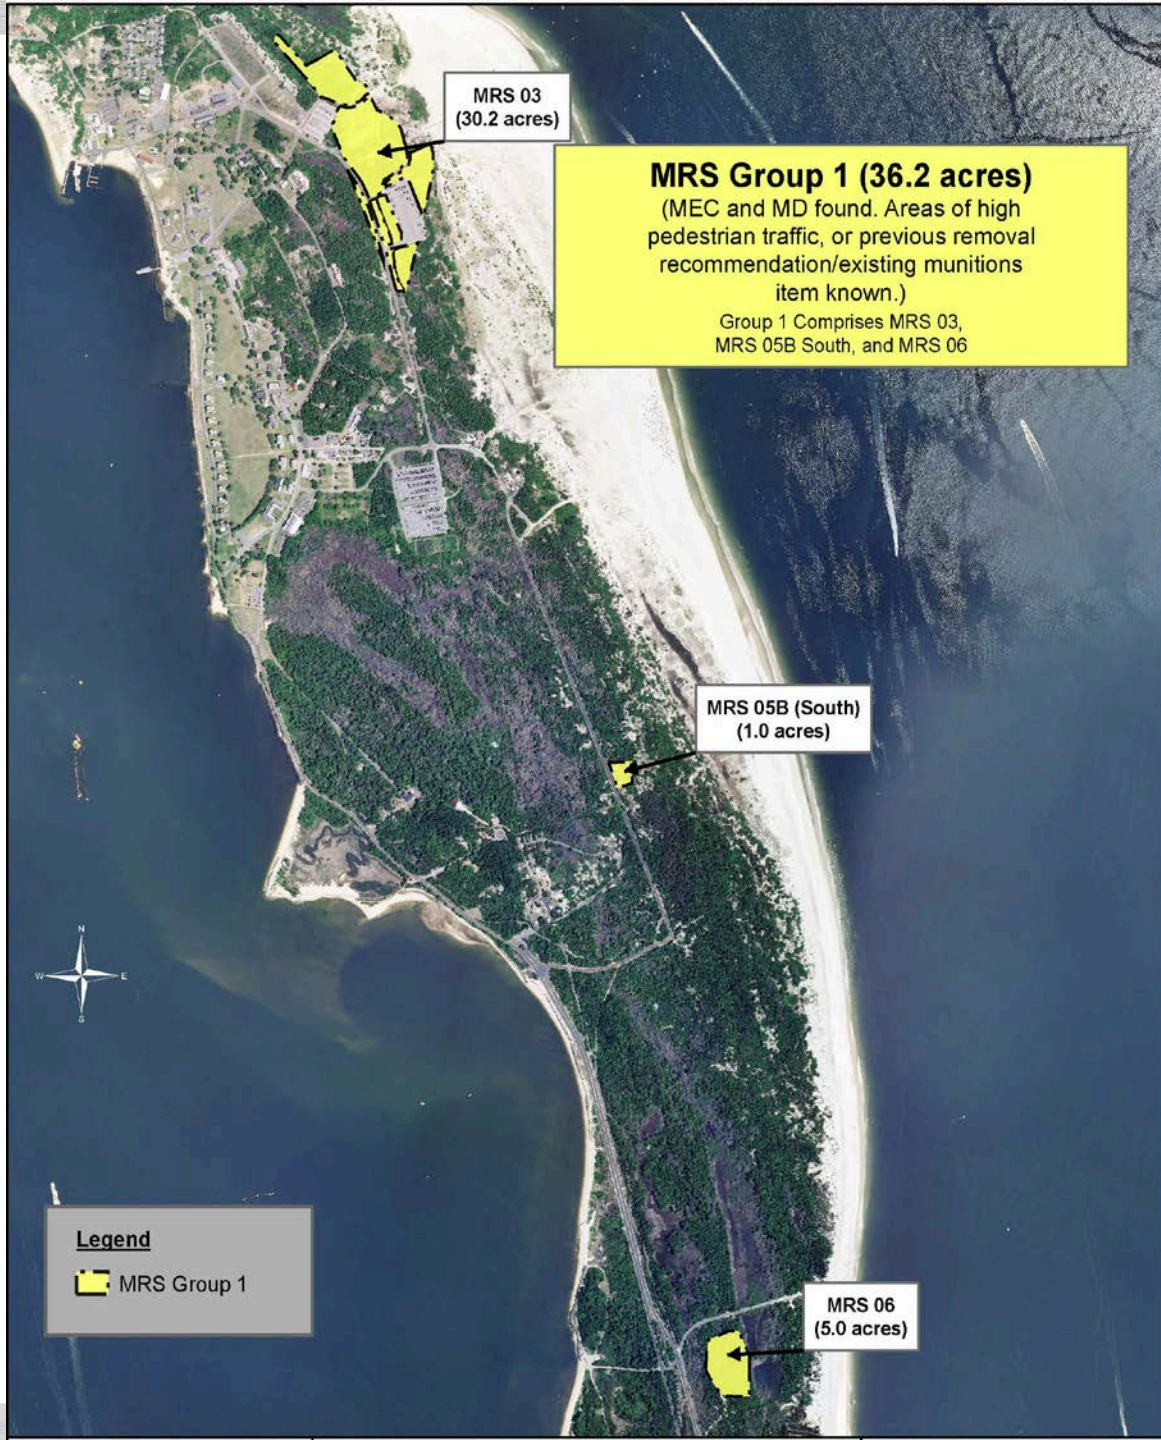 MRS 03
(30.2 acres)
MRS Group 1 (36.2 acres)
(MEC and MD found. Areas of high
pedestrian traffic, or previous removal
recommendation/existing munitions
item known.)
Group 1 Comprises MRS 03,
MRS 05B South, and MRS 06
MRS 05B (South)
(1.0 acres)
N
W
E
S
Legend
MRS Group 1
MRS 06
(5.0 acres)